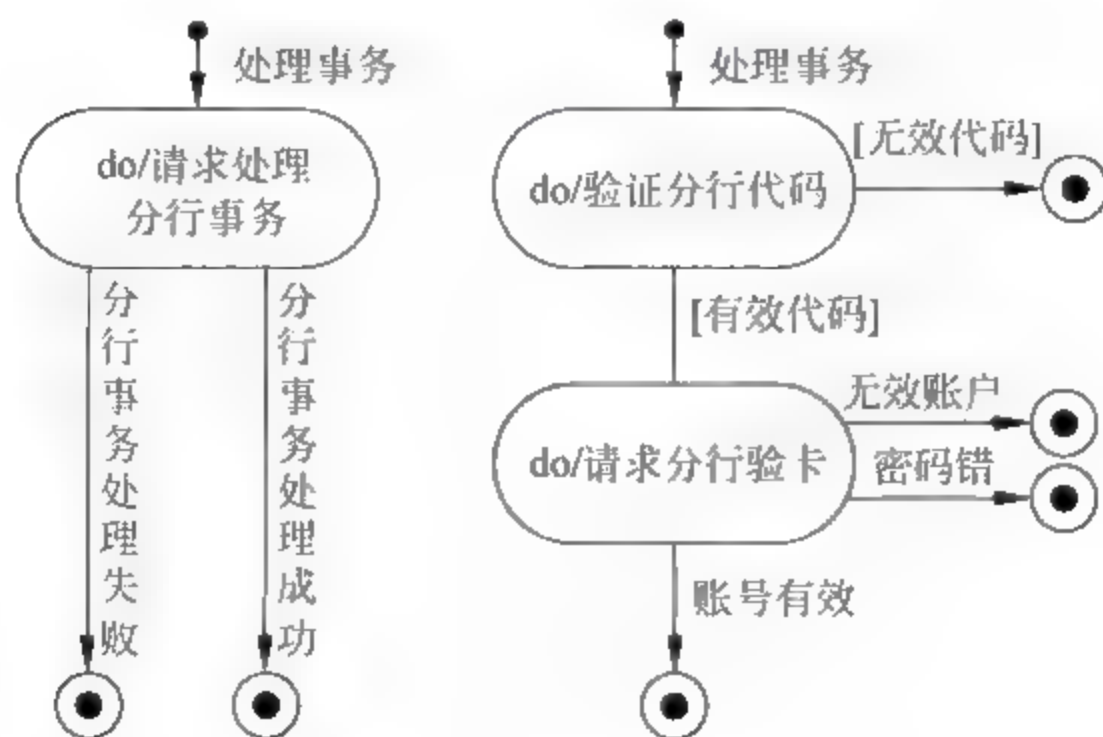 处理事务
do/请求处理
分行事务
分行事务处理失败
分行事务处理成功
处理事务
do/验证分行代码
[无效代码]
[有效代码]
do/请求分行验卡
无效账户
密码错
账号有效